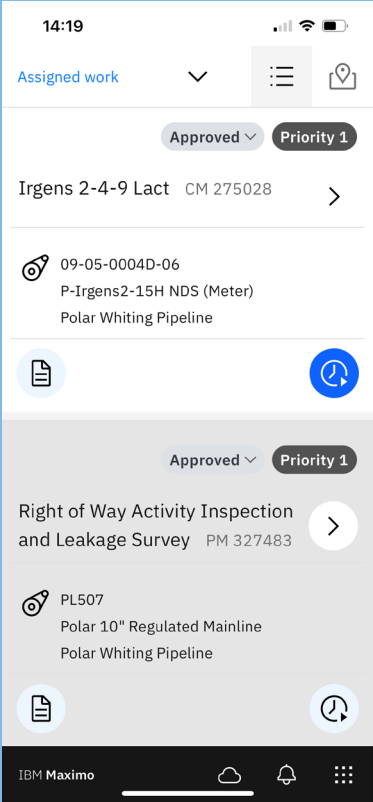 14:19
Assigned work
Approved Priority 1
Irgens 2-4-9 Lact CM 275028
09-05-0004D-06
P-Irgens2-15H NDS (Meter)
Polar Whiting Pipeline
Approved Priority 1
Right of Way Activity Inspection
and Leakage Survey PM 327483
PL507
Polar 10" Regulated Mainline
Polar Whiting Pipeline
IBM Maximo